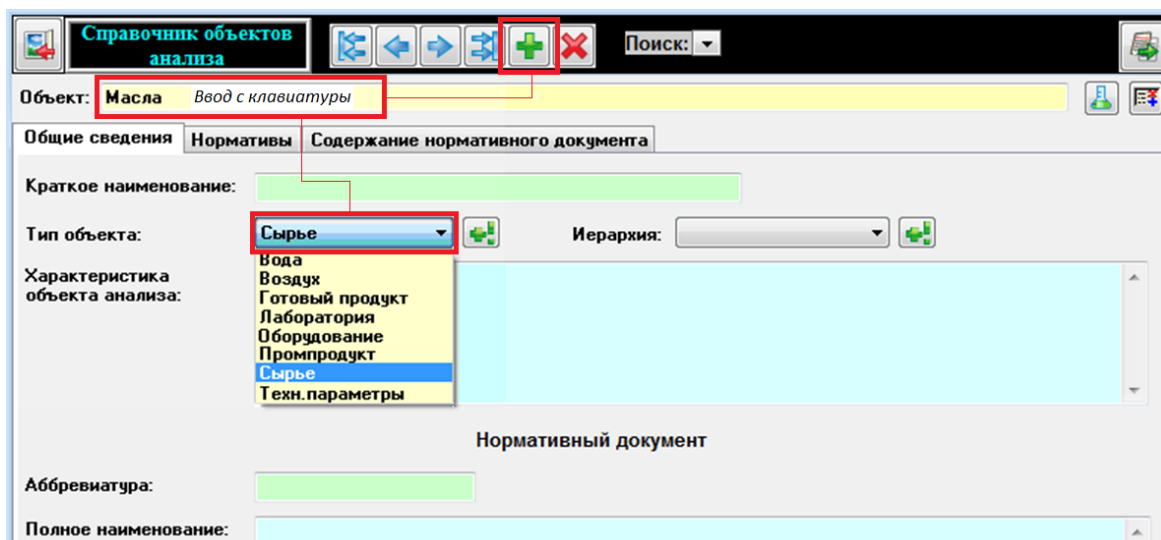 Справочник объектов
анализа
Поиск:
Объект: Масла Ввод с клавиатуры
Общие сведения Нормативы Содержание нормативного документа
Краткое наименование:
Тип объекта: Сырье Иерархия:
Вода
Характеристика
объекта анализа:
Воздух
Готовый продукт
Лаборатория
Оборудование
Промпродукт
Сырье
Техн.параметры
Нормативный документ
Аббревиатура:
Полное наименование: